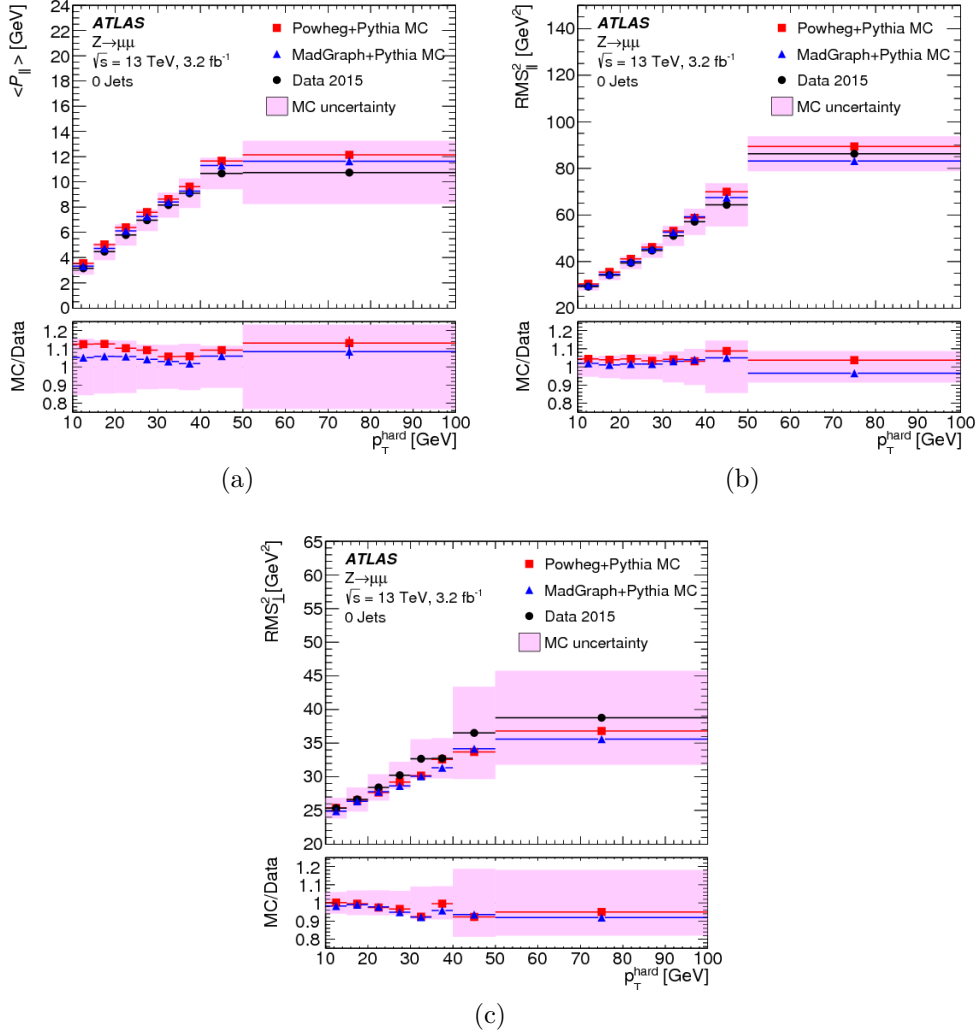 <P∥> [GeV]
24
22
20
18
16
14
12
10
8
6
4
2
0
ATLAS
Z→μμ
√s = 13 TeV, 3.2 fb⁻¹
0 Jets
Powheg+Pythia MC
MadGraph+Pythia MC
Data 2015
MC uncertainty
MC/Data
1.2
1.1
1
0.9
0.8
10 20 30 40 50 60 70 80 90 100
p_T^hard [GeV]
(a)
RMS²∥ [GeV²]
140
120
100
80
60
40
20
ATLAS
Z→μμ
√s = 13 TeV, 3.2 fb⁻¹
0 Jets
Powheg+Pythia MC
MadGraph+Pythia MC
Data 2015
MC uncertainty
MC/Data
1.2
1.1
1
0.9
0.8
10 20 30 40 50 60 70 80 90 100
p_T^hard [GeV]
(b)
RMS²⊥ [GeV²]
65
60
55
50
45
40
35
30
25
20
ATLAS
Z→μμ
√s = 13 TeV, 3.2 fb⁻¹
0 Jets
Powheg+Pythia MC
MadGraph+Pythia MC
Data 2015
MC uncertainty
MC/Data
1.2
1.1
1
0.9
0.8
10 20 30 40 50 60 70 80 90 100
p_T^hard [GeV]
(c)